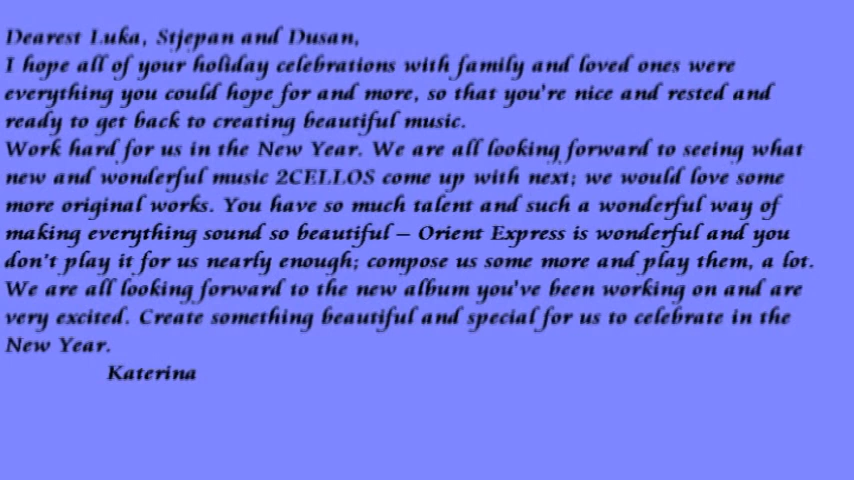 Dearest Luka, Stjepan and Dusan,
I hope all of your holiday celebrations with family and loved ones were
everything you could hope for and more, so that you're nice and rested and
ready to get back to creating beautiful music.
Work hard for us in the New Year. We are all looking forward to seeing what
new and wonderful music 2CELLOS come up with next; we would love some
more original works. You have so much talent and such a wonderful way of
making everything sound so beautiful – Orient Express is wonderful and you
don't play it for us nearly enough; compose us some more and play them, a lot.
We are all looking forward to the new album you've been working on and are
very excited. Create something beautiful and special for us to celebrate in the
New Year.
Katerina